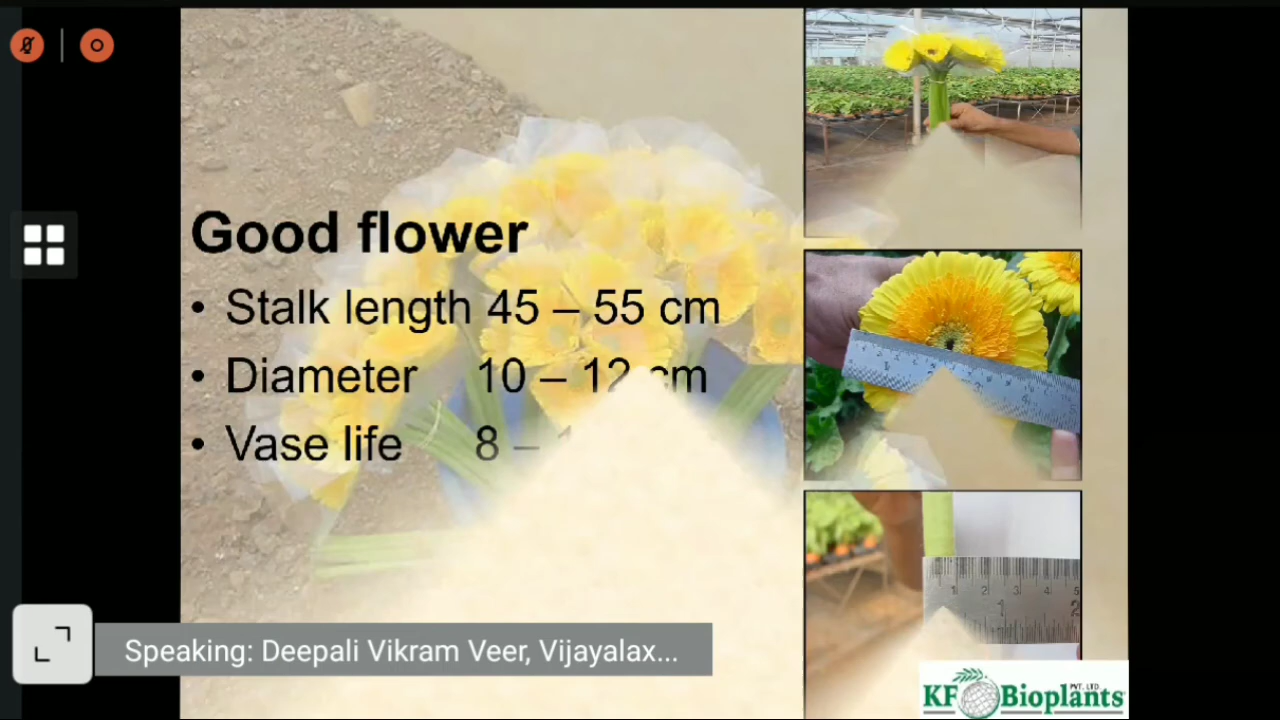 Good flower
• Stalk length 45 – 55 cm
• Diameter 10 – 12 cm
• Vase life 8 –
Speaking: Deepali Vikram Veer, Vijayalax...
KF Bioplants PVT. LTD.